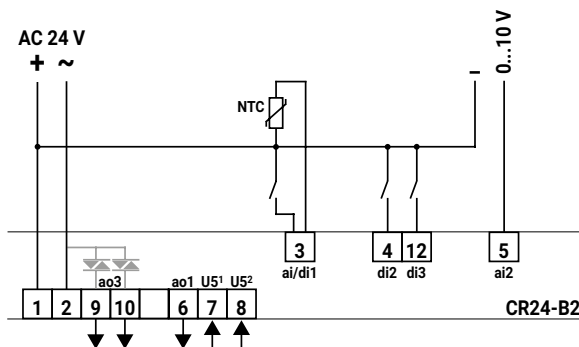 AC 24 V
+ ~
– 0...10 V
NTC
3 4 12 5
ai/di1 di2 di3 ai2
ao3 ao1 U5¹ U5²
1 2 9 10 6 7 8
CR24-B2